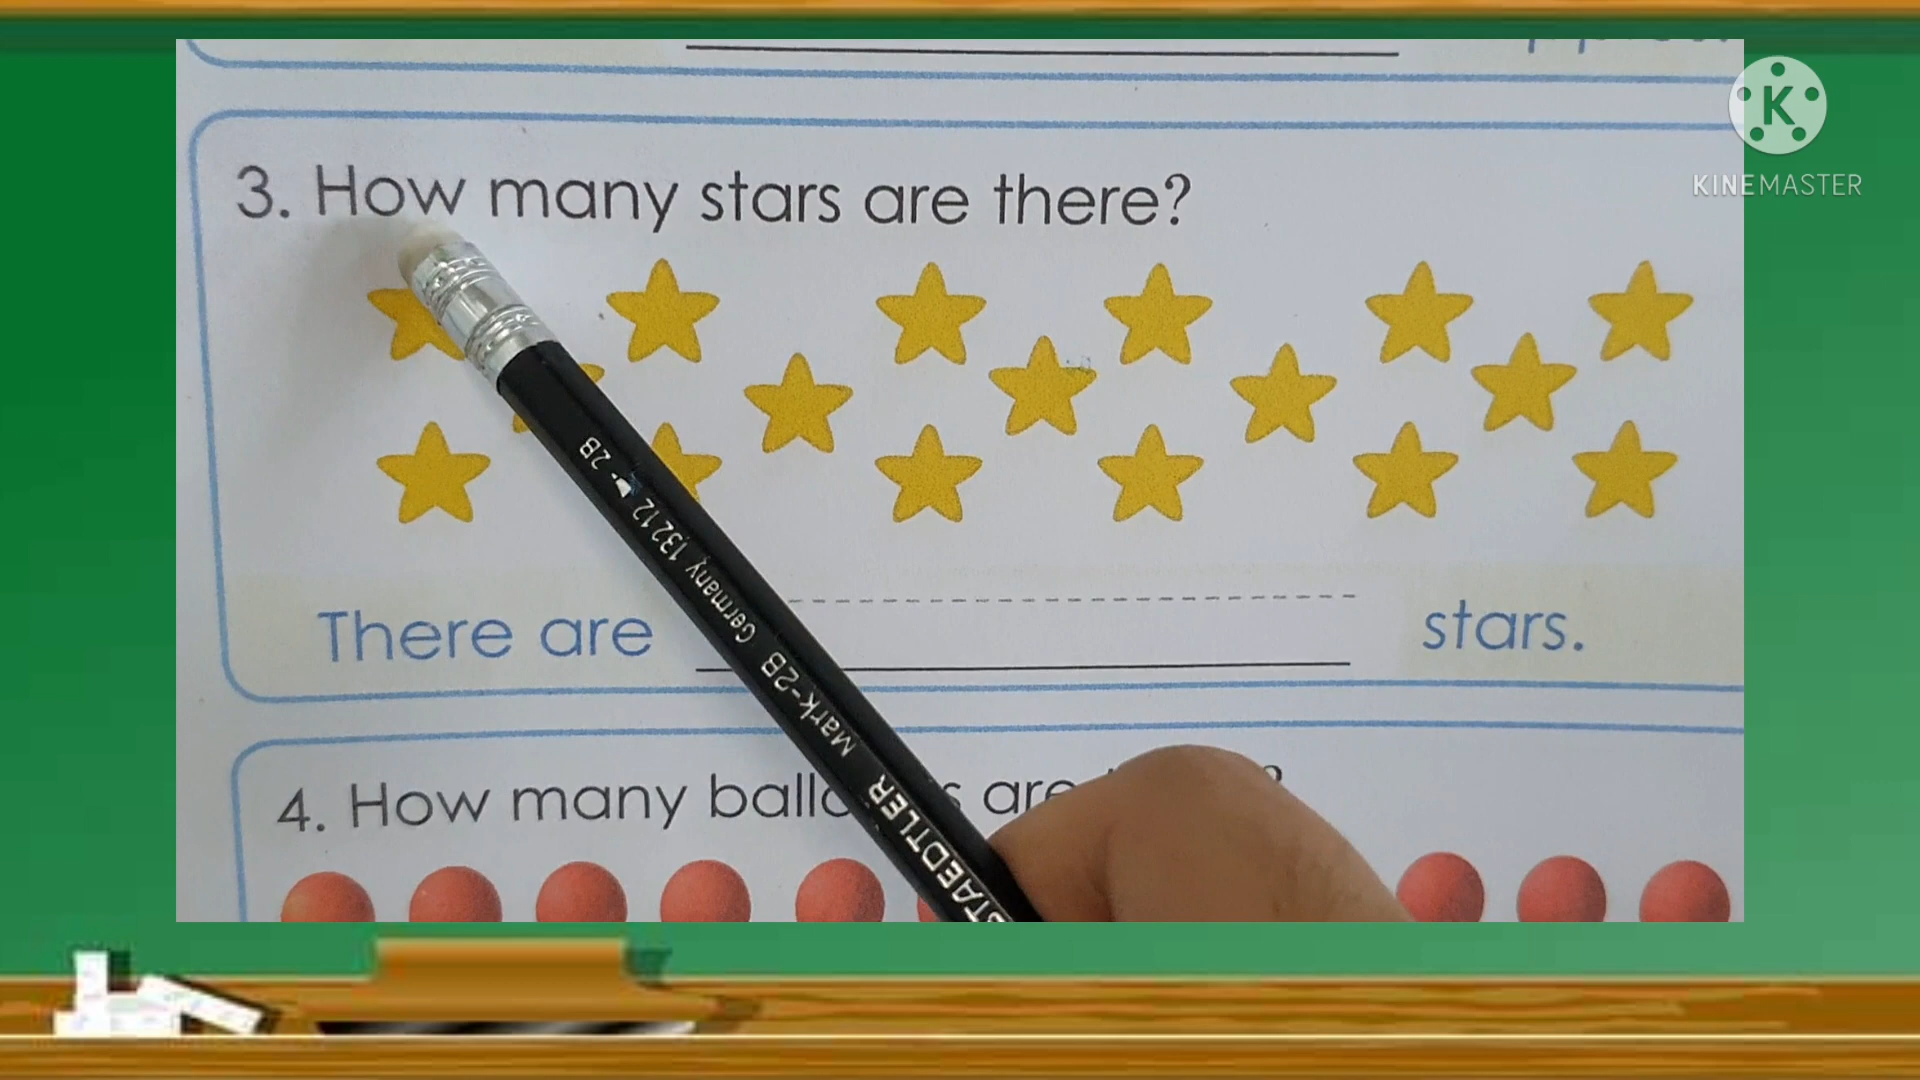 3. How many stars are there?
There are stars.
4. How many are
2B
13212
Germany
Mark-2B
STAEDTLER
K
KINEMASTER